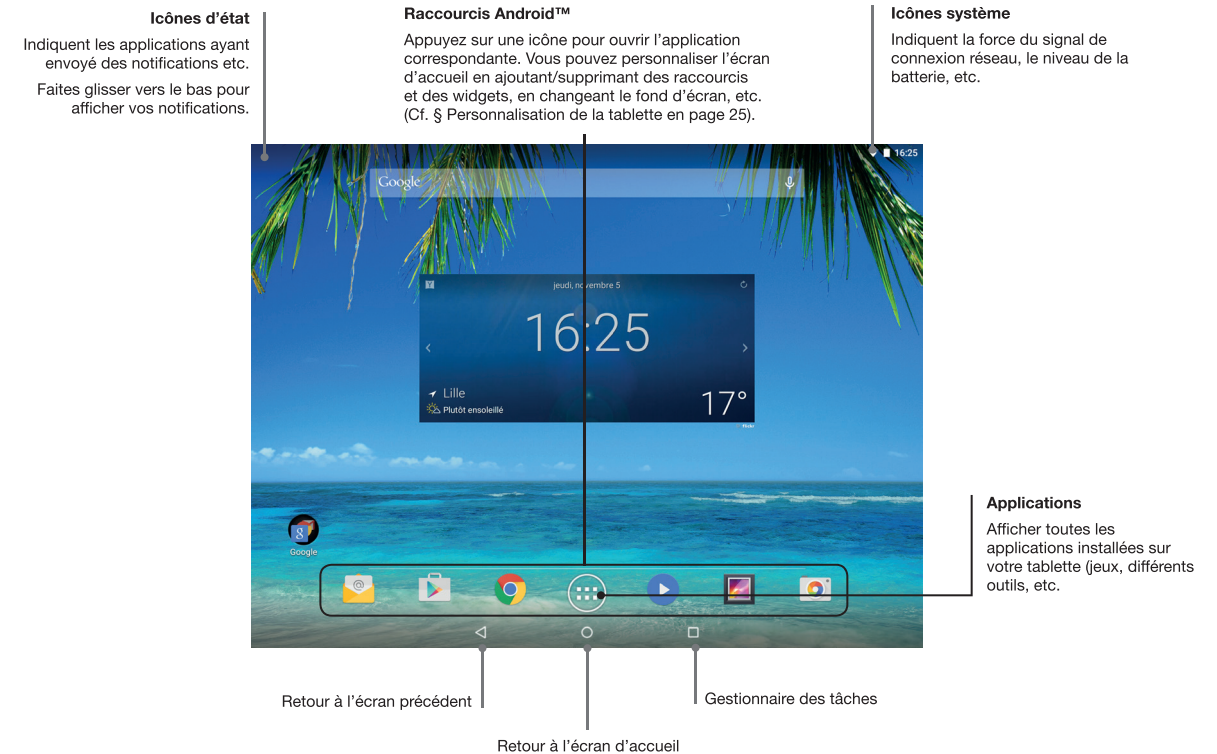 Icônes d'état
Indiquent les applications ayant
envoyé des notifications etc.
Faites glisser vers le bas pour
afficher vos notifications.
Raccourcis Android™
Appuyez sur une icône pour ouvrir l'application
correspondante. Vous pouvez personnaliser l'écran
d'accueil en ajoutant/supprimant des raccourcis
et des widgets, en changeant le fond d'écran, etc.
(Cf. § Personnalisation de la tablette en page 25).
Icônes système
Indiquent la force du signal de
connexion réseau, le niveau de la
batterie, etc.
16:25
Google
jeudi, novembre 5
16:25
Lille
Plutôt ensoleillé
17°
flickr
Google
Applications
Afficher toutes les
applications installées sur
votre tablette (jeux, différents
outils, etc.
Retour à l'écran précédent
Gestionnaire des tâches
Retour à l'écran d'accueil